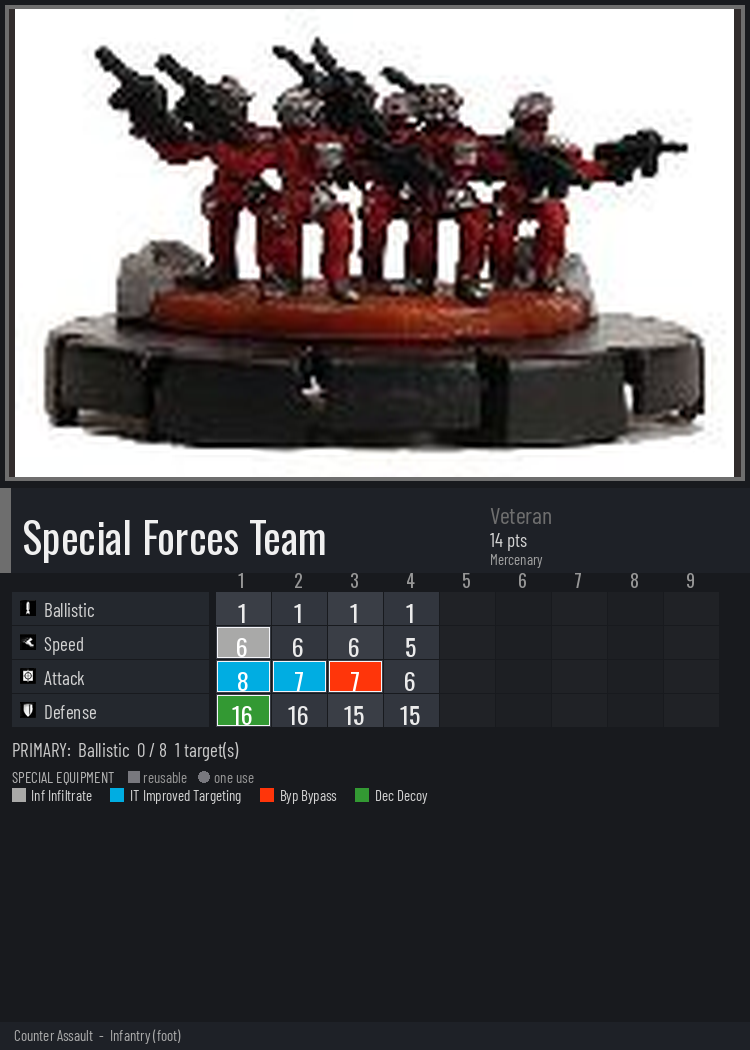 Special Forces Team
Veteran
14 pts
Mercenary
1 2 3 4 5 6 7 8 9
Ballistic 1 1 1 1
Speed 6 6 6 5
Attack 8 7 7 6
Defense 16 16 15 15
PRIMARY: Ballistic 0 / 8 1 target(s)
SPECIAL EQUIPMENT reusable one use
Inf Infiltrate IT Improved Targeting Byp Bypass Dec Decoy
Counter Assault - Infantry (foot)